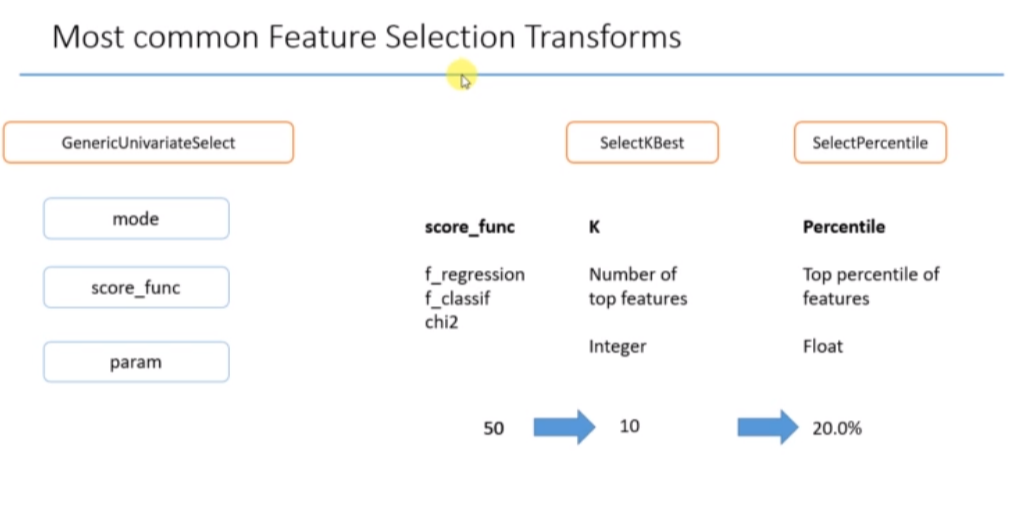 Most common Feature Selection Transforms
GenericUnivariateSelect
SelectKBest
SelectPercentile
mode
score_func
param
score_func
f_regression
f_classif
chi2
K
Number of
top features
Integer
Percentile
Top percentile of
features
Float
50
10
20.0%